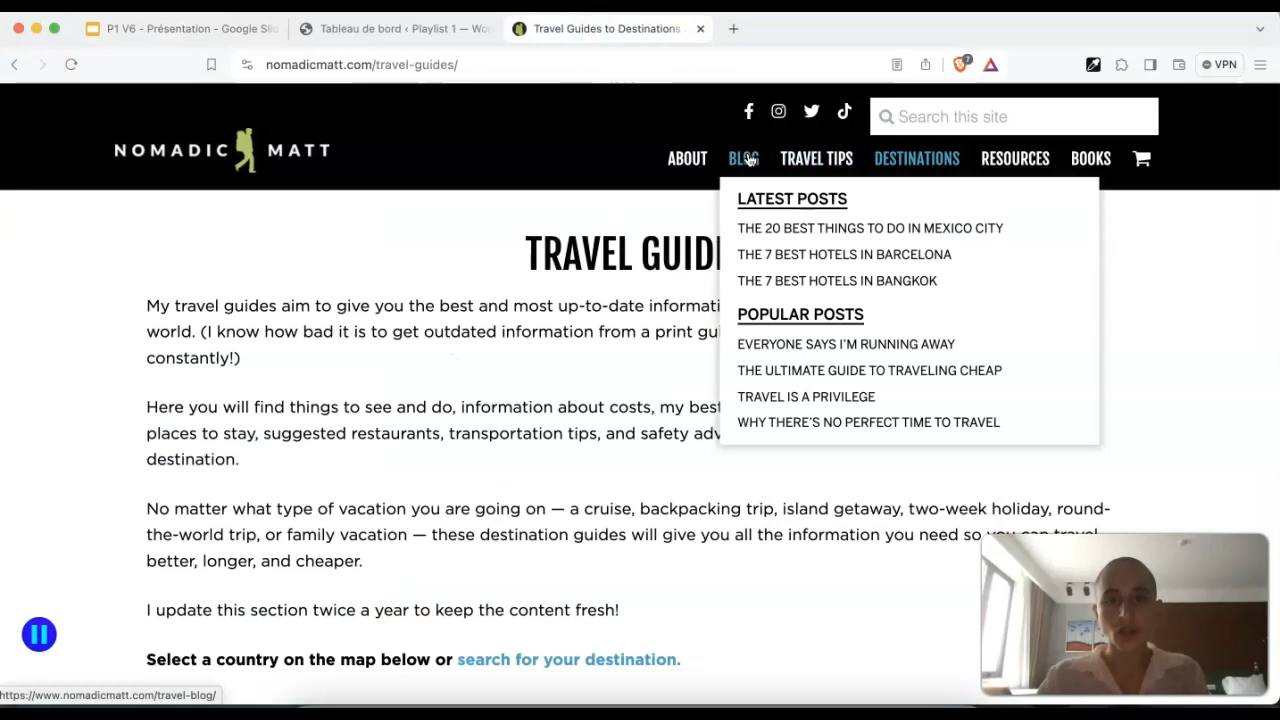 P1 V6 - Présentation - Google Slid
Tableau de bord ‹ Playlist 1 — Wo
Travel Guides to Destinations
nomadicmatt.com/travel-guides/
7
VPN
Search this site
NOMADIC MATT
ABOUT BLOG TRAVEL TIPS DESTINATIONS RESOURCES BOOKS
LATEST POSTS
THE 20 BEST THINGS TO DO IN MEXICO CITY
THE 7 BEST HOTELS IN BARCELONA
THE 7 BEST HOTELS IN BANGKOK
POPULAR POSTS
EVERYONE SAYS I'M RUNNING AWAY
THE ULTIMATE GUIDE TO TRAVELING CHEAP
TRAVEL IS A PRIVILEGE
WHY THERE'S NO PERFECT TIME TO TRAVEL
TRAVEL GUID
My travel guides aim to give you the best and most up-to-date informati
world. (I know how bad it is to get outdated information from a print gui
constantly!)
Here you will find things to see and do, information about costs, my best
places to stay, suggested restaurants, transportation tips, and safety adv
destination.
No matter what type of vacation you are going on — a cruise, backpacking trip, island getaway, two-week holiday, round-
the-world trip, or family vacation — these destination guides will give you all the information you need so you can travel
better, longer, and cheaper.
I update this section twice a year to keep the content fresh!
Select a country on the map below or search for your destination.
https://www.nomadicmatt.com/travel-blog/